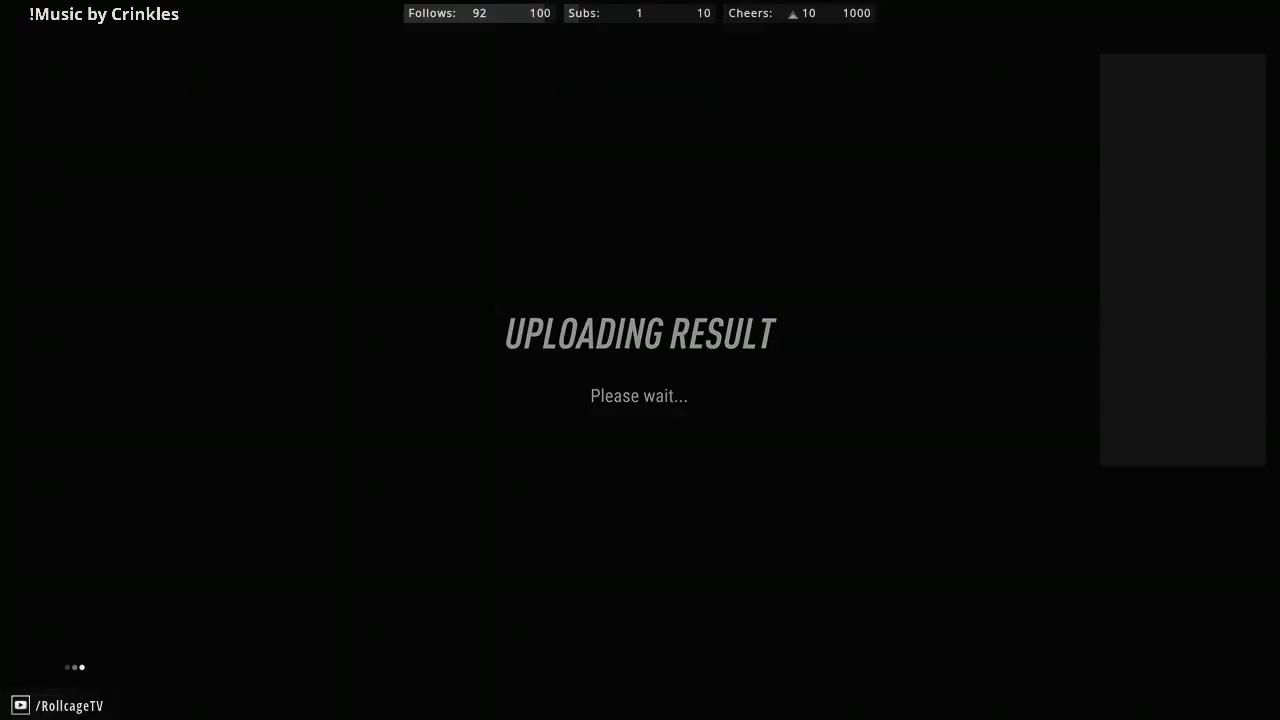 !Music by Crinkles
Follows: 92 100
Subs: 1 10
Cheers: 10 1000
UPLOADING RESULT
Please wait...
/RollcageTV